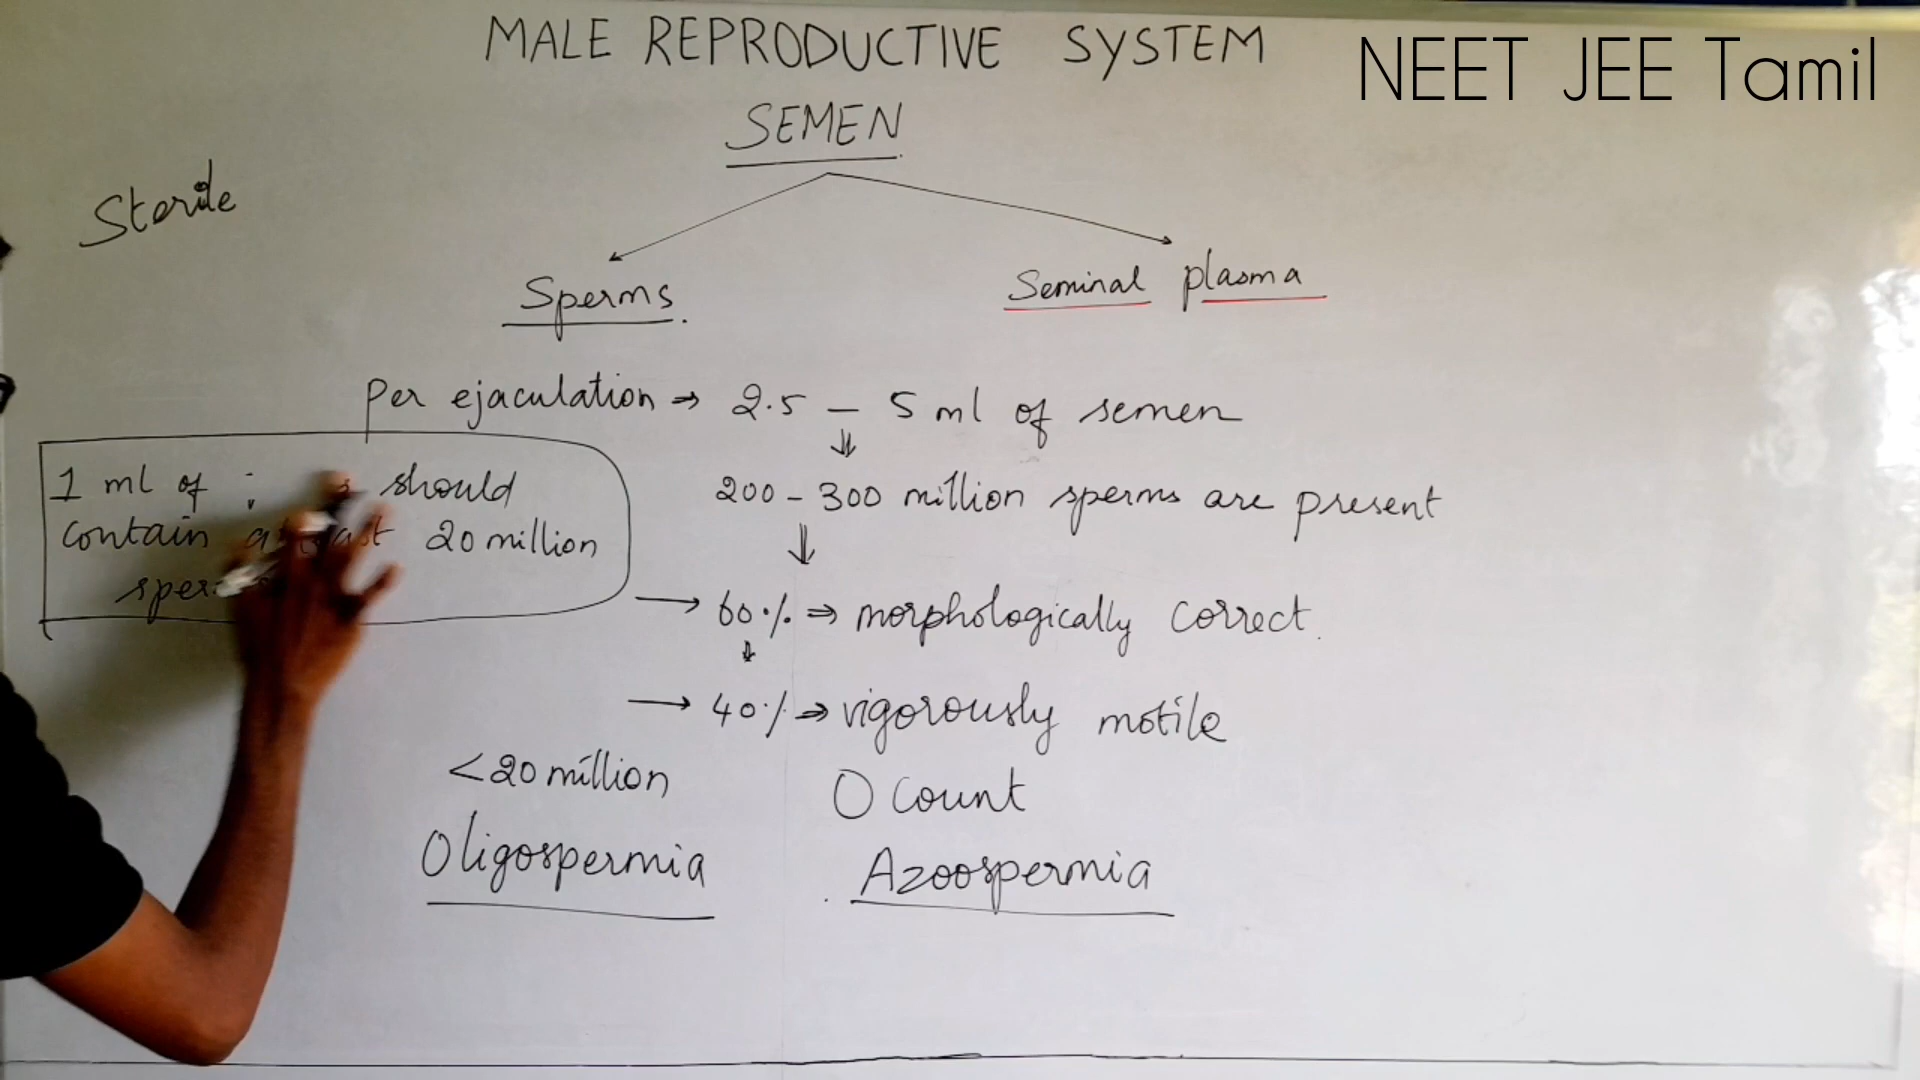 MALE REPRODUCTIVE SYSTEM
NEET JEE Tamil
SEMEN
Sterile
Sperms.
Seminal plasma
Per ejaculation → 2.5 – 5 ml of semen
1 ml of should
contain 20 million
200 - 300 million sperms are present
→ 60% ⇒ morphologically correct.
→ 40% ⇒ vigorously motile
<20 million
Oligospermia
0 count
Azoospermia